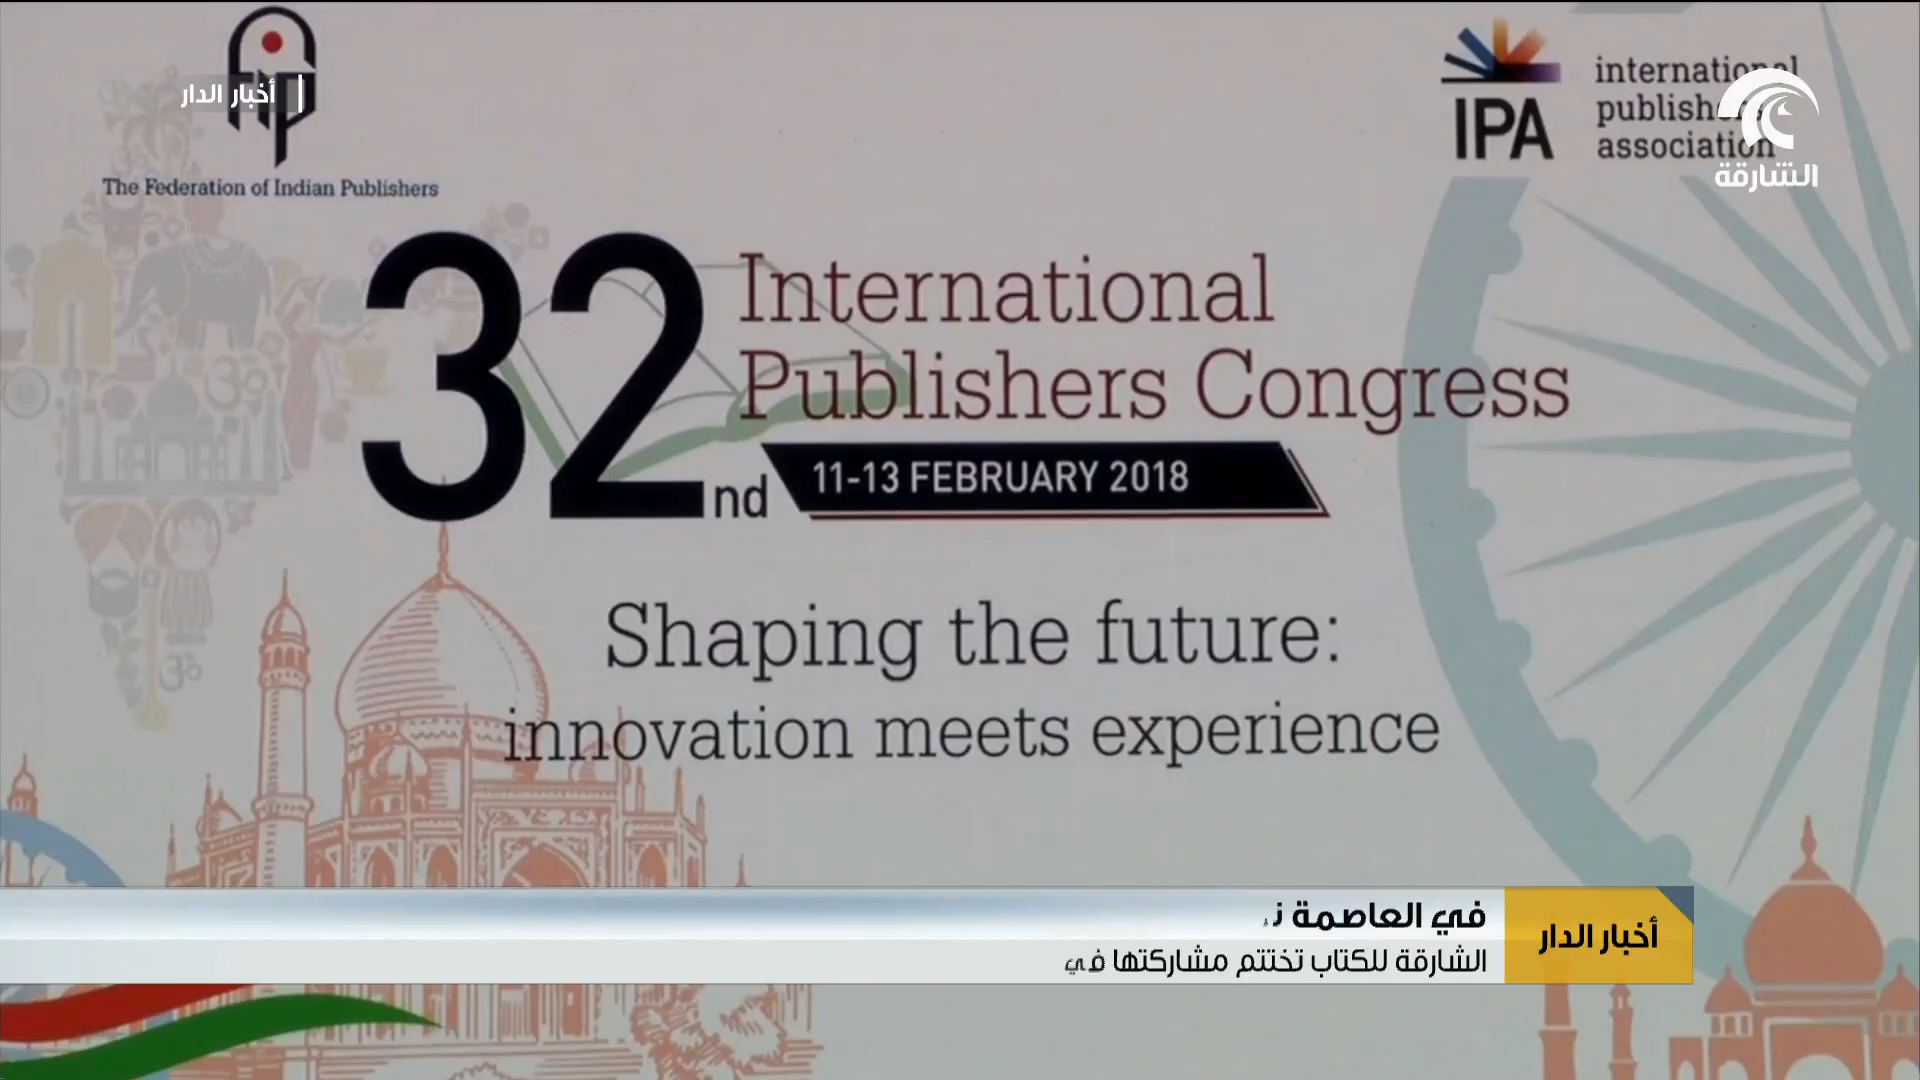 أخبار الدار
The Federation of Indian Publishers
IPA
international
publishers
association
الشارقة
32nd
International
Publishers Congress
11-13 FEBRUARY 2018
Shaping the future:
innovation meets experience
أخبار الدار
في العاصمة
الشارقة للكتاب تختتم مشاركتها في